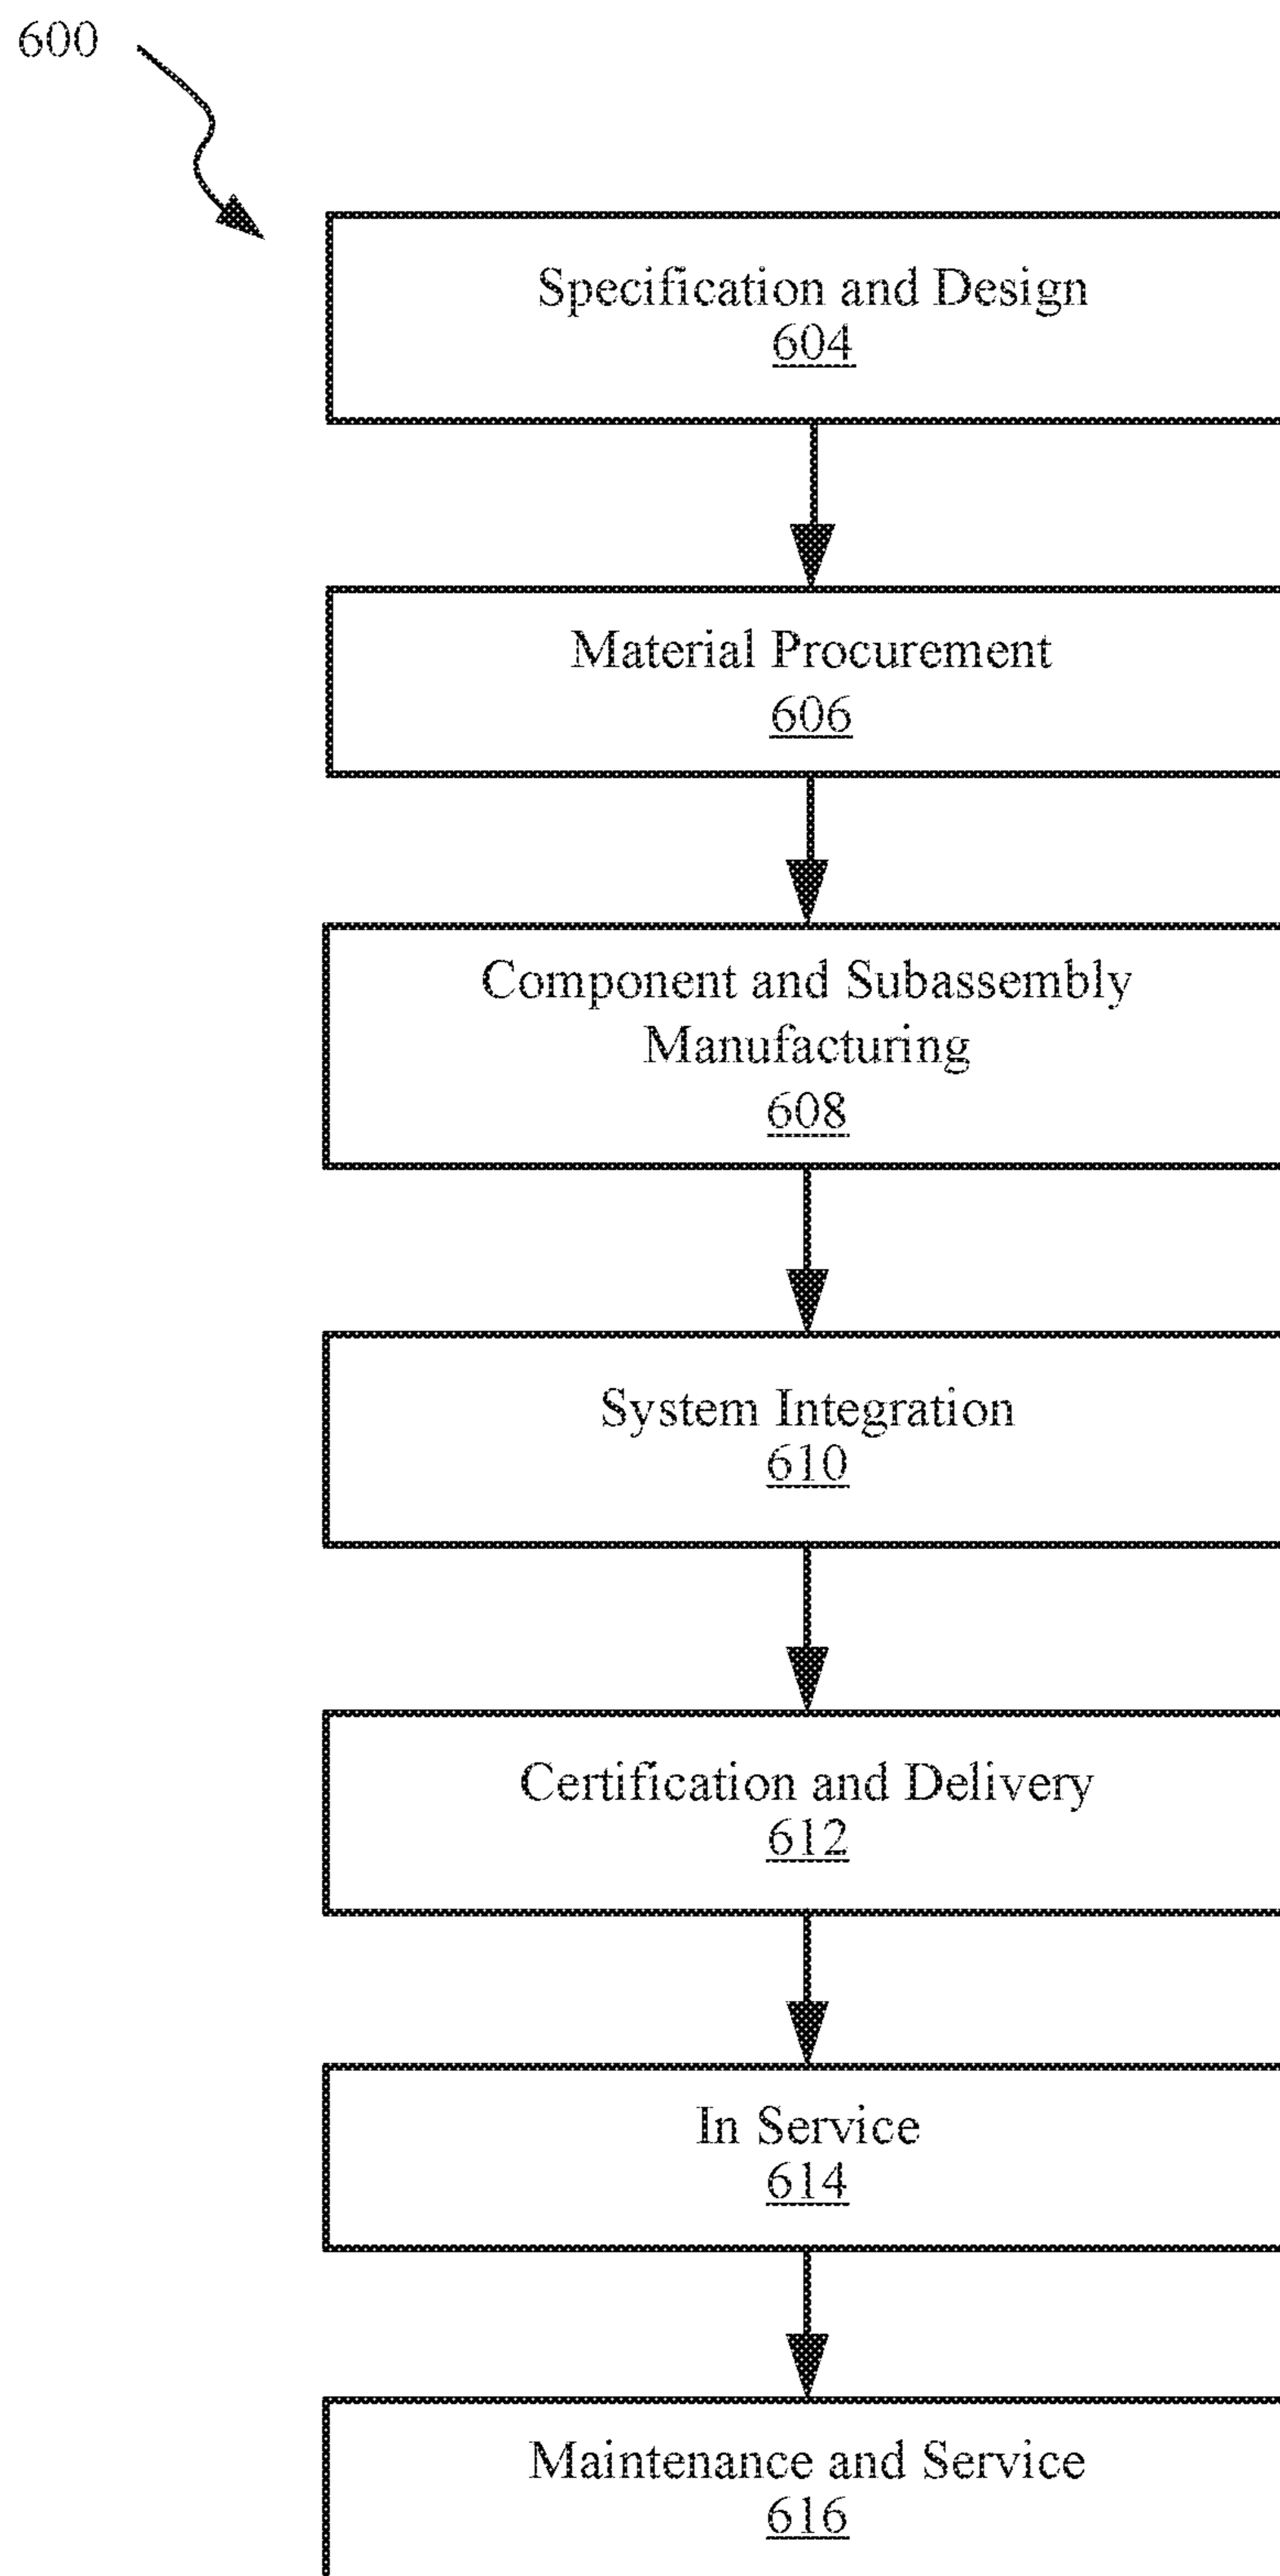 600
Specification and Design
604
Material Procurement
606
Component and Subassembly
Manufacturing
608
System Integration
610
Certification and Delivery
612
In Service
614
Maintenance and Service
616